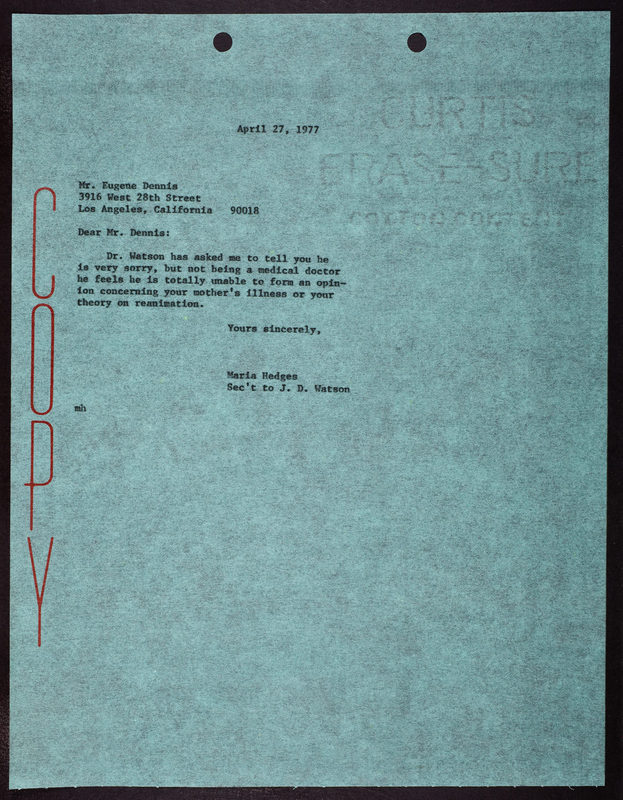 CURTIS
ERASE-SURE
April 27, 1977
Mr. Eugene Dennis
3916 West 28th Street
Los Angeles, California 90018
Dear Mr. Dennis:
Dr. Watson has asked me to tell you he
is very sorry, but not being a medical doctor
he feels he is totally unable to form an opin-
ion concerning your mother's illness or your
theory on reanimation.
Yours sincerely,
Maria Hedges
Sec't to J. D. Watson
mh
COPY